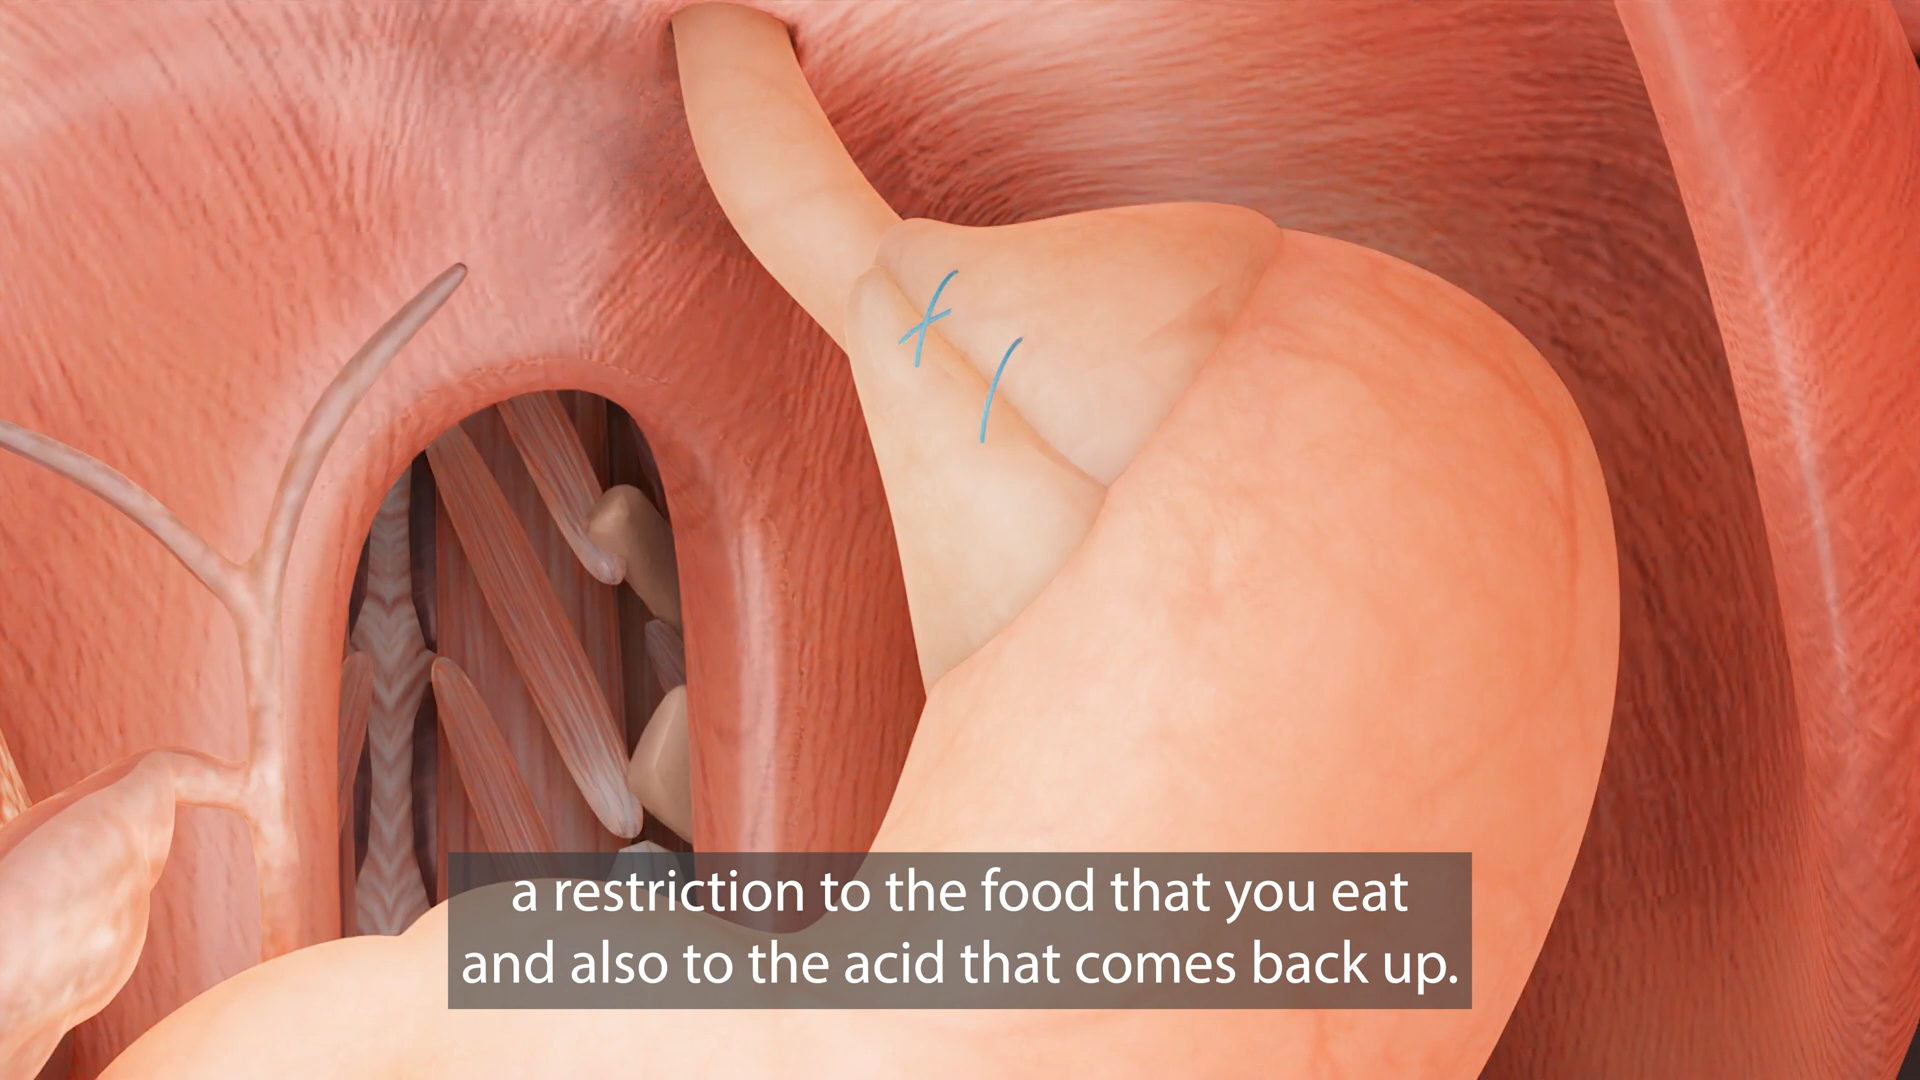 a restriction to the food that you eat
and also to the acid that comes back up.